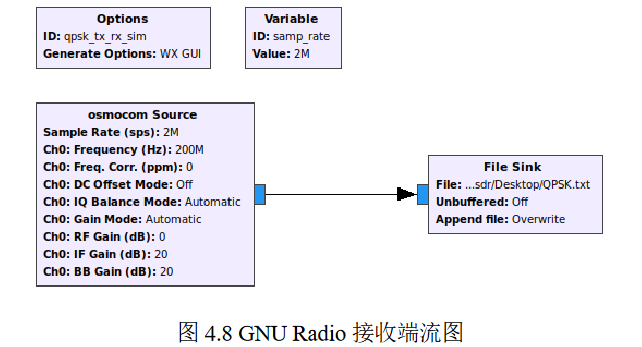 Options
ID: qpsk_tx_rx_sim
Generate Options: WX GUI
Variable
ID: samp_rate
Value: 2M
osmocom Source
Sample Rate (sps): 2M
Ch0: Frequency (Hz): 200M
Ch0: Freq. Corr. (ppm): 0
Ch0: DC Offset Mode: Off
Ch0: IQ Balance Mode: Automatic
Ch0: Gain Mode: Automatic
Ch0: RF Gain (dB): 0
Ch0: IF Gain (dB): 20
Ch0: BB Gain (dB): 20
File Sink
File: ...sdr/Desktop/QPSK.txt
Unbuffered: Off
Append file: Overwrite
图 4.8 GNU Radio 接收端流图